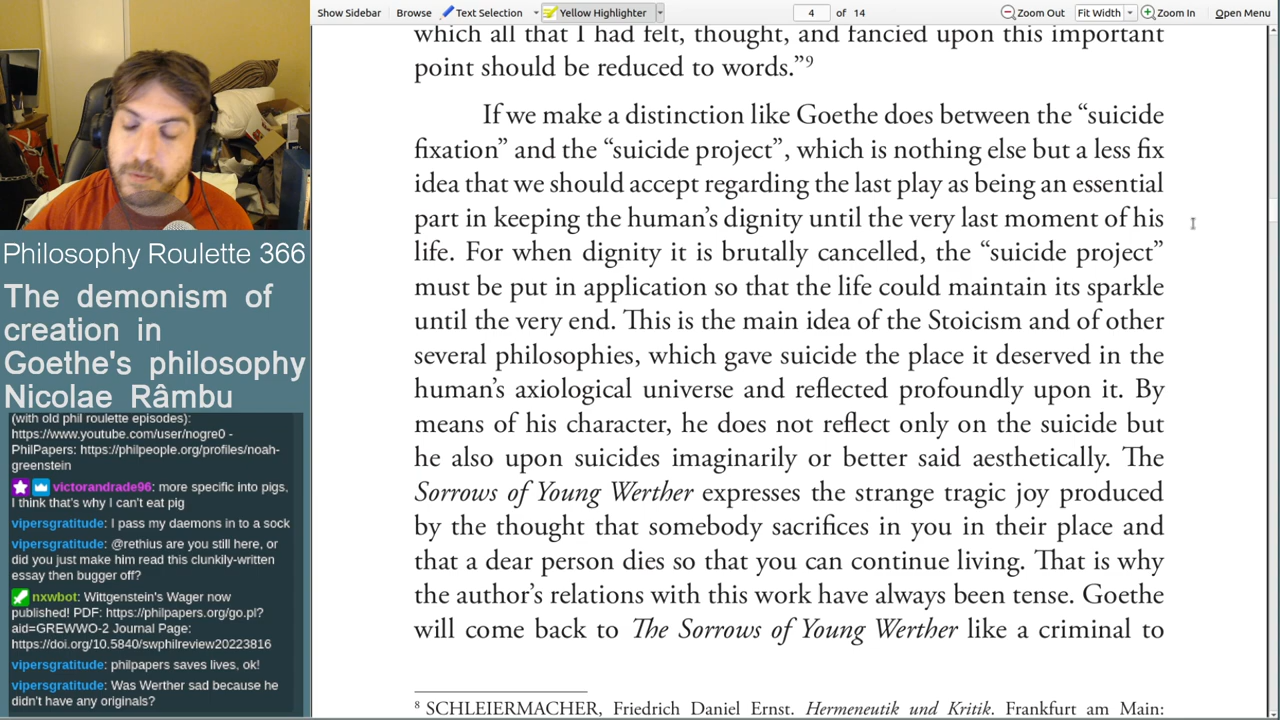 Show Sidebar Browse Text Selection Yellow Highlighter 4 of 14 Zoom Out Fit Width Zoom In Open Menu
which all that I had felt, thought, and fancied upon this important
point should be reduced to words.”⁹
If we make a distinction like Goethe does between the “suicide
fixation” and the “suicide project”, which is nothing else but a less fix
idea that we should accept regarding the last play as being an essential
part in keeping the human’s dignity until the very last moment of his
life. For when dignity it is brutally cancelled, the “suicide project”
must be put in application so that the life could maintain its sparkle
until the very end. This is the main idea of the Stoicism and of other
several philosophies, which gave suicide the place it deserved in the
human’s axiological universe and reflected profoundly upon it. By
means of his character, he does not reflect only on the suicide but
he also upon suicides imaginarily or better said aesthetically. The
Sorrows of Young Werther expresses the strange tragic joy produced
by the thought that somebody sacrifices in you in their place and
that a dear person dies so that you can continue living. That is why
the author’s relations with this work have always been tense. Goethe
will come back to The Sorrows of Young Werther like a criminal to
⁸ SCHLEIERMACHER, Friedrich Daniel Ernst. Hermeneutik und Kritik. Frankfurt am Main:
Philosophy Roulette 366
The demonism of
creation in
Goethe's philosophy
Nicolae Râmbu
(with old phil roulette episodes):
https://www.youtube.com/user/nogre0 -
PhilPapers: https://philpeople.org/profiles/noah-
greenstein
victorandrade96: more specific into pigs,
I think that's why I can't eat pig
vipersgratitude: I pass my daemons in to a sock
vipersgratitude: @rethius are you still here, or
did you just make him read this clunkily-written
essay then bugger off?
nxwbot: Wittgenstein's Wager now
published! PDF: https://philpapers.org/go.pl?
aid=GREWWO-2 Journal Page:
https://doi.org/10.5840/swphilreview20223816
vipersgratitude: philpapers saves lives, ok!
vipersgratitude: Was Werther sad because he
didn't have any originals?